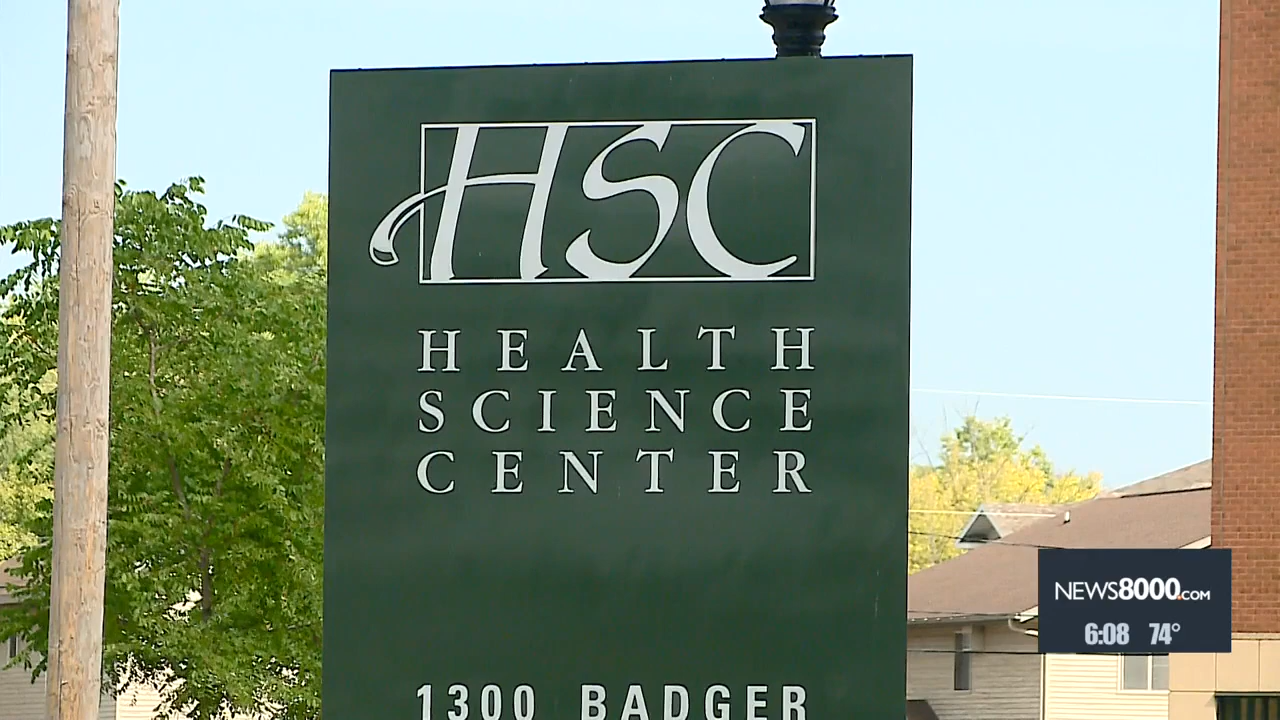 HSC
HEALTH
SCIENCE
CENTER
1300 BADGER
NEWS8000.COM
6:08 74°